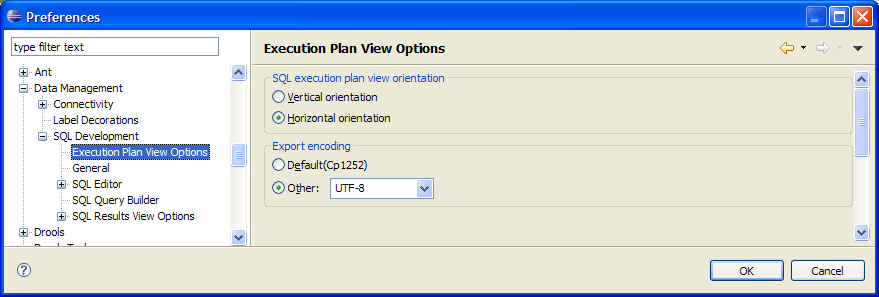 Preferences
type filter text
Ant
Data Management
Connectivity
Label Decorations
SQL Development
Execution Plan View Options
General
SQL Editor
SQL Query Builder
SQL Results View Options
Drools
Execution Plan View Options
SQL execution plan view orientation
Vertical orientation
Horizontal orientation
Export encoding
Default(Cp1252)
Other: UTF-8
?
OK Cancel